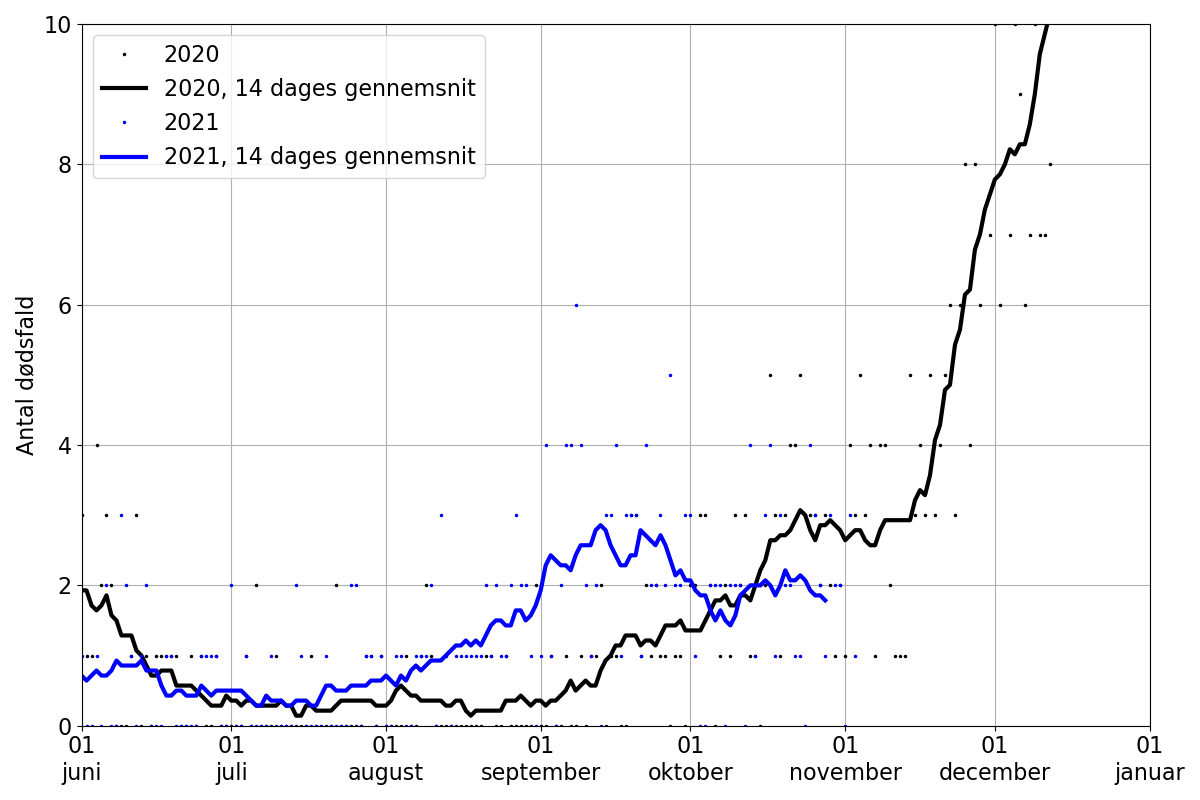 10
8
6
4
2
0
Antal dødsfald
2020
2020, 14 dages gennemsnit
2021
2021, 14 dages gennemsnit
01 01 01 01 01 01 01 01
juni juli august september oktober november december januar